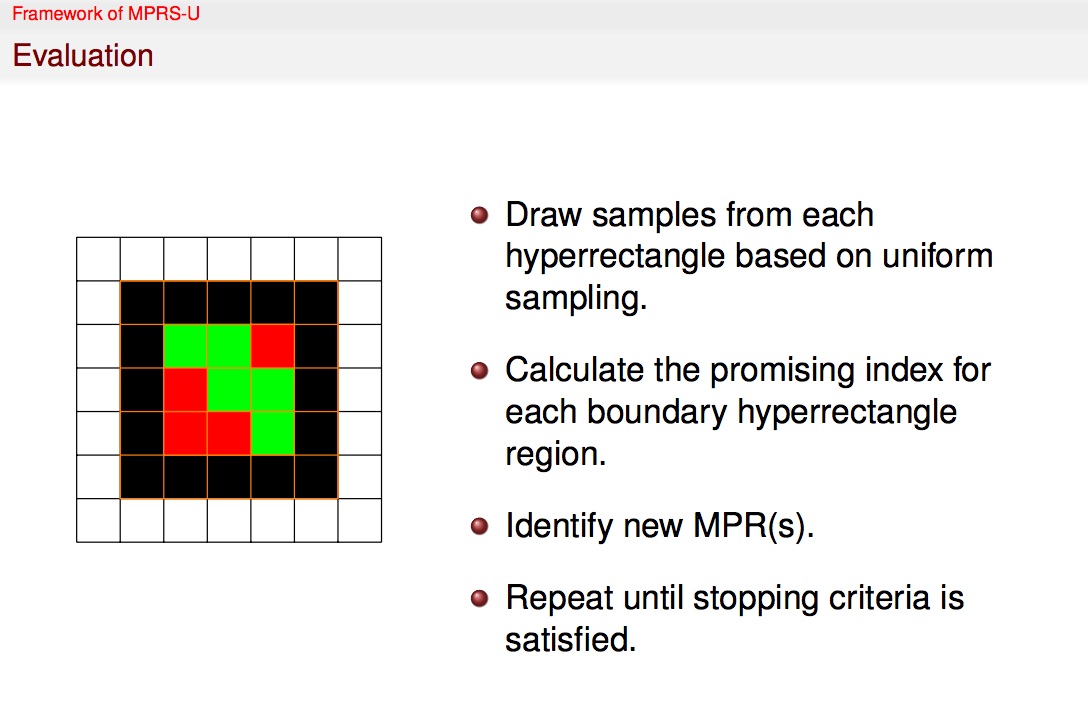 Framework of MPRS-U
Evaluation
Draw samples from each
hyperrectangle based on uniform
sampling.
Calculate the promising index for
each boundary hyperrectangle
region.
Identify new MPR(s).
Repeat until stopping criteria is
satisfied.